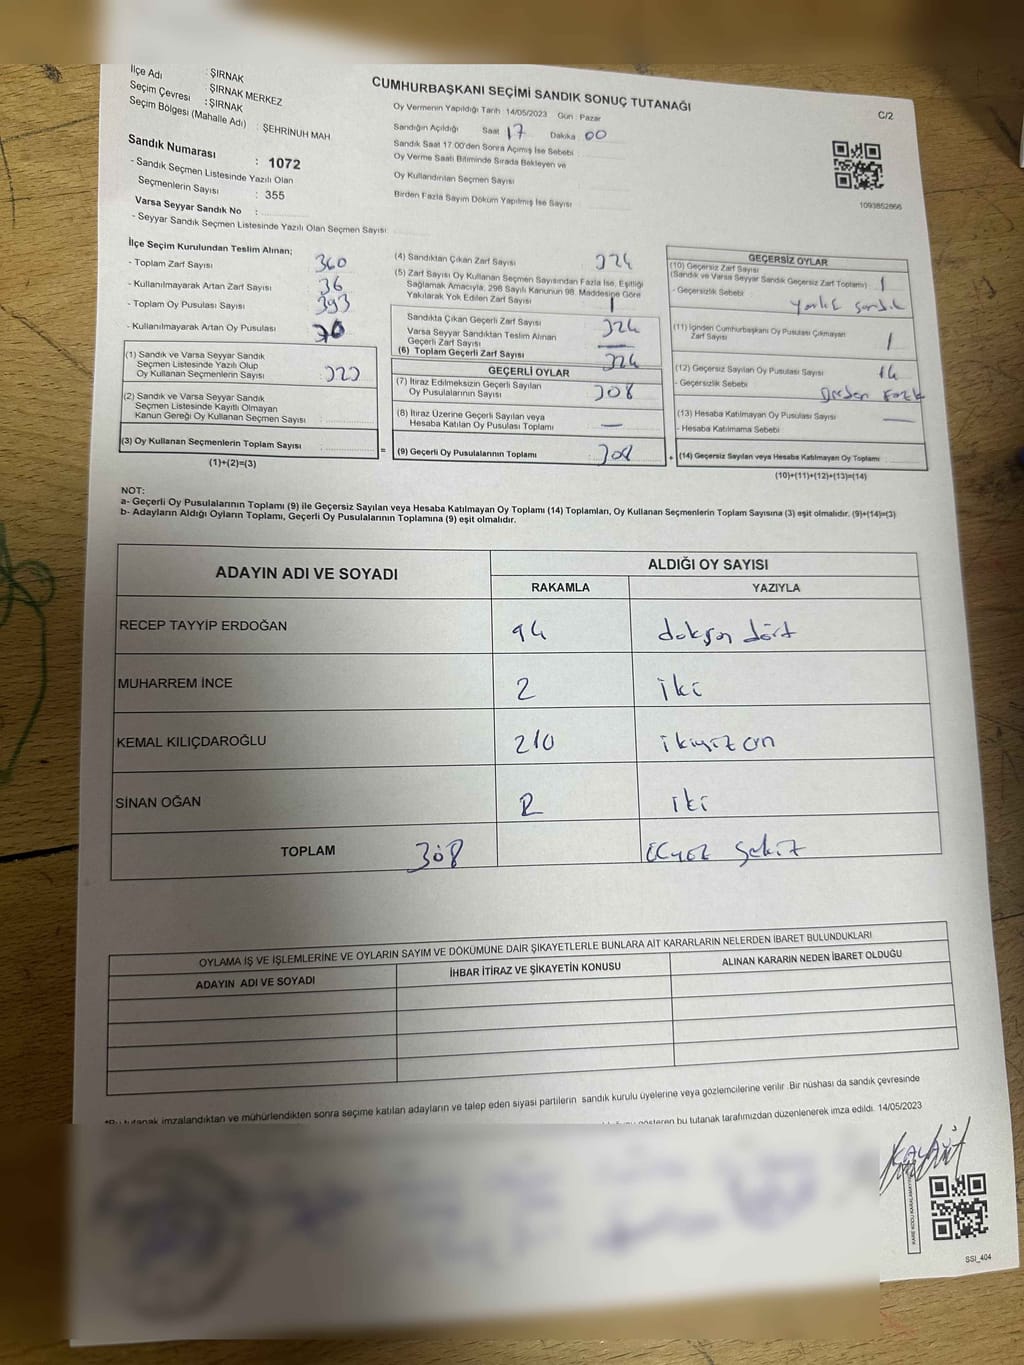 CUMHURBAŞKANI SEÇİMİ SANDIK SONUÇ TUTANAĞI
C/2
İlçe Adı : ŞIRNAK
Seçim Çevresi : ŞIRNAK MERKEZ
Seçim Bölgesi (Mahalle Adı) : ŞIRNAK
: ŞEHRİNUH MAH.
Sandık Numarası : 1072
- Sandık Seçmen Listesinde Yazılı Olan
Seçmenlerin Sayısı : 355
Varsa Seyyar Sandık No :
- Seyyar Sandık Seçmen Listesinde Yazılı Olan Seçmen Sayısı:
Oy Vermenin Yapıldığı Tarih 14/05/2023 Gün : Pazar
Sandığın Açıldığı Saat 17 Dakika 00
Sandık Saat 17.00'den Sonra Açılmış İse Sebebi
Oy Verme Saati Bitiminde Sırada Bekleyen ve
Oy Kullandırılan Seçmen Sayısı
Birden Fazla Sayım Döküm Yapılmış İse Sayısı
1093852866
İlçe Seçim Kurulundan Teslim Alınan;
- Toplam Zarf Sayısı 360
- Kullanılmayarak Artan Zarf Sayısı 36
- Toplam Oy Pusulası Sayısı 393
- Kullanılmayarak Artan Oy Pusulası 70
(1) Sandık ve Varsa Seyyar Sandık
Seçmen Listesinde Yazılı Olup
Oy Kullanan Seçmenlerin Sayısı 323
(2) Sandık ve Varsa Seyyar Sandık
Seçmen Listesinde Kayıtlı Olmayan
Kanun Gereği Oy Kullanan Seçmen Sayısı
(3) Oy Kullanan Seçmenlerin Toplam Sayısı
(1)+(2)=(3)
(4) Sandıktan Çıkan Zarf Sayısı 324
(5) Zarf Sayısı Oy Kullanan Seçmen Sayısından Fazla İse, Eşitliği
Sağlamak Amacıyla, 298 Sayılı Kanunun 98. Maddesine Göre
Yakılarak Yok Edilen Zarf Sayısı 1
Sandıkta Çıkan Geçerli Zarf Sayısı 324
Varsa Seyyar Sandıktan Teslim Alınan
Geçerli Zarf Sayısı —
(6) Toplam Geçerli Zarf Sayısı 324
GEÇERLİ OYLAR
(7) İtiraz Edilmeksizin Geçerli Sayılan
Oy Pusulalarının Sayısı 308
(8) İtiraz Üzerine Geçerli Sayılan veya
Hesaba Katılan Oy Pusulası Toplamı —
= (9) Geçerli Oy Pusulalarının Toplamı 308
GEÇERSİZ OYLAR
(10) Geçersiz Zarf Sayısı
(Sandık ve Varsa Seyyar Sandık Geçersiz Zarf Toplamı) 1
- Geçersizlik Sebebi sandık
(11) İçinden Cumhurbaşkanı Oy Pusulası Çıkmayan
Zarf Sayısı 1
(12) Geçersiz Sayılan Oy Pusulası Sayısı 14
- Geçersizlik Sebebi Birden Fazla
(13) Hesaba Katılmayan Oy Pusulası Sayısı —
- Hesaba Katılmama Sebebi
+ (14) Geçersiz Sayılan veya Hesaba Katılmayan Oy Toplamı
(10)+(11)+(12)+(13)=(14)
NOT:
a- Geçerli Oy Pusulalarının Toplamı (9) ile Geçersiz Sayılan veya Hesaba Katılmayan Oy Toplamı (14) Toplamları, Oy Kullanan Seçmenlerin Toplam Sayısına (3) eşit olmalıdır. (9)+(14)=(3)
b- Adayların Aldığı Oyların Toplamı, Geçerli Oy Pusulalarının Toplamına (9) eşit olmalıdır.
ADAYIN ADI VE SOYADI ALDIĞI OY SAYISI
RAKAMLA YAZIYLA
RECEP TAYYİP ERDOĞAN 94 doksan dört
MUHARREM İNCE 2 iki
KEMAL KILIÇDAROĞLU 210 ikiyüzon
SİNAN OĞAN 2 iki
TOPLAM 308 üçyüz sekiz
OYLAMA İŞ VE İŞLEMLERİNE VE OYLARIN SAYIM VE DÖKÜMÜNE DAİR ŞİKAYETLERLE BUNLARA AİT KARARLARIN NELERDEN İBARET BULUNDUKLARI
ADAYIN ADI VE SOYADI İHBAR İTİRAZ VE ŞİKAYETİN KONUSU ALINAN KARARIN NEDEN İBARET OLDUĞU
*Bu tutanak imzalandıktan ve mühürlendikten sonra seçime katılan adayların ve talep eden siyasi partilerin sandık kurulu üyelerine veya gözlemcilerine verilir. Bir nüshası da sandık çevresinde
gösteren bu tutanak tarafımızdan düzenlenerek imza edildi. 14/05/2023
SSI_404